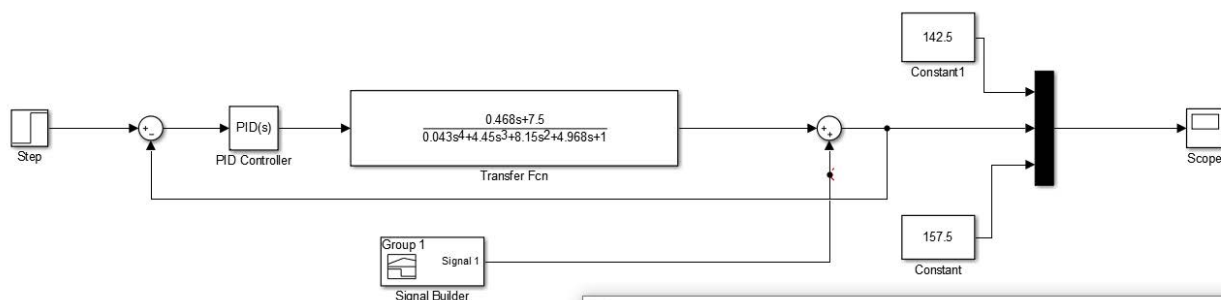 142.5
Constant1
Step
+
−
PID(s)
PID Controller
0.468s+7.5
0.043s⁴+4.45s³+8.15s²+4.968s+1
Transfer Fcn
+
+
Scope
157.5
Constant
Group 1
Signal 1
Signal Builder